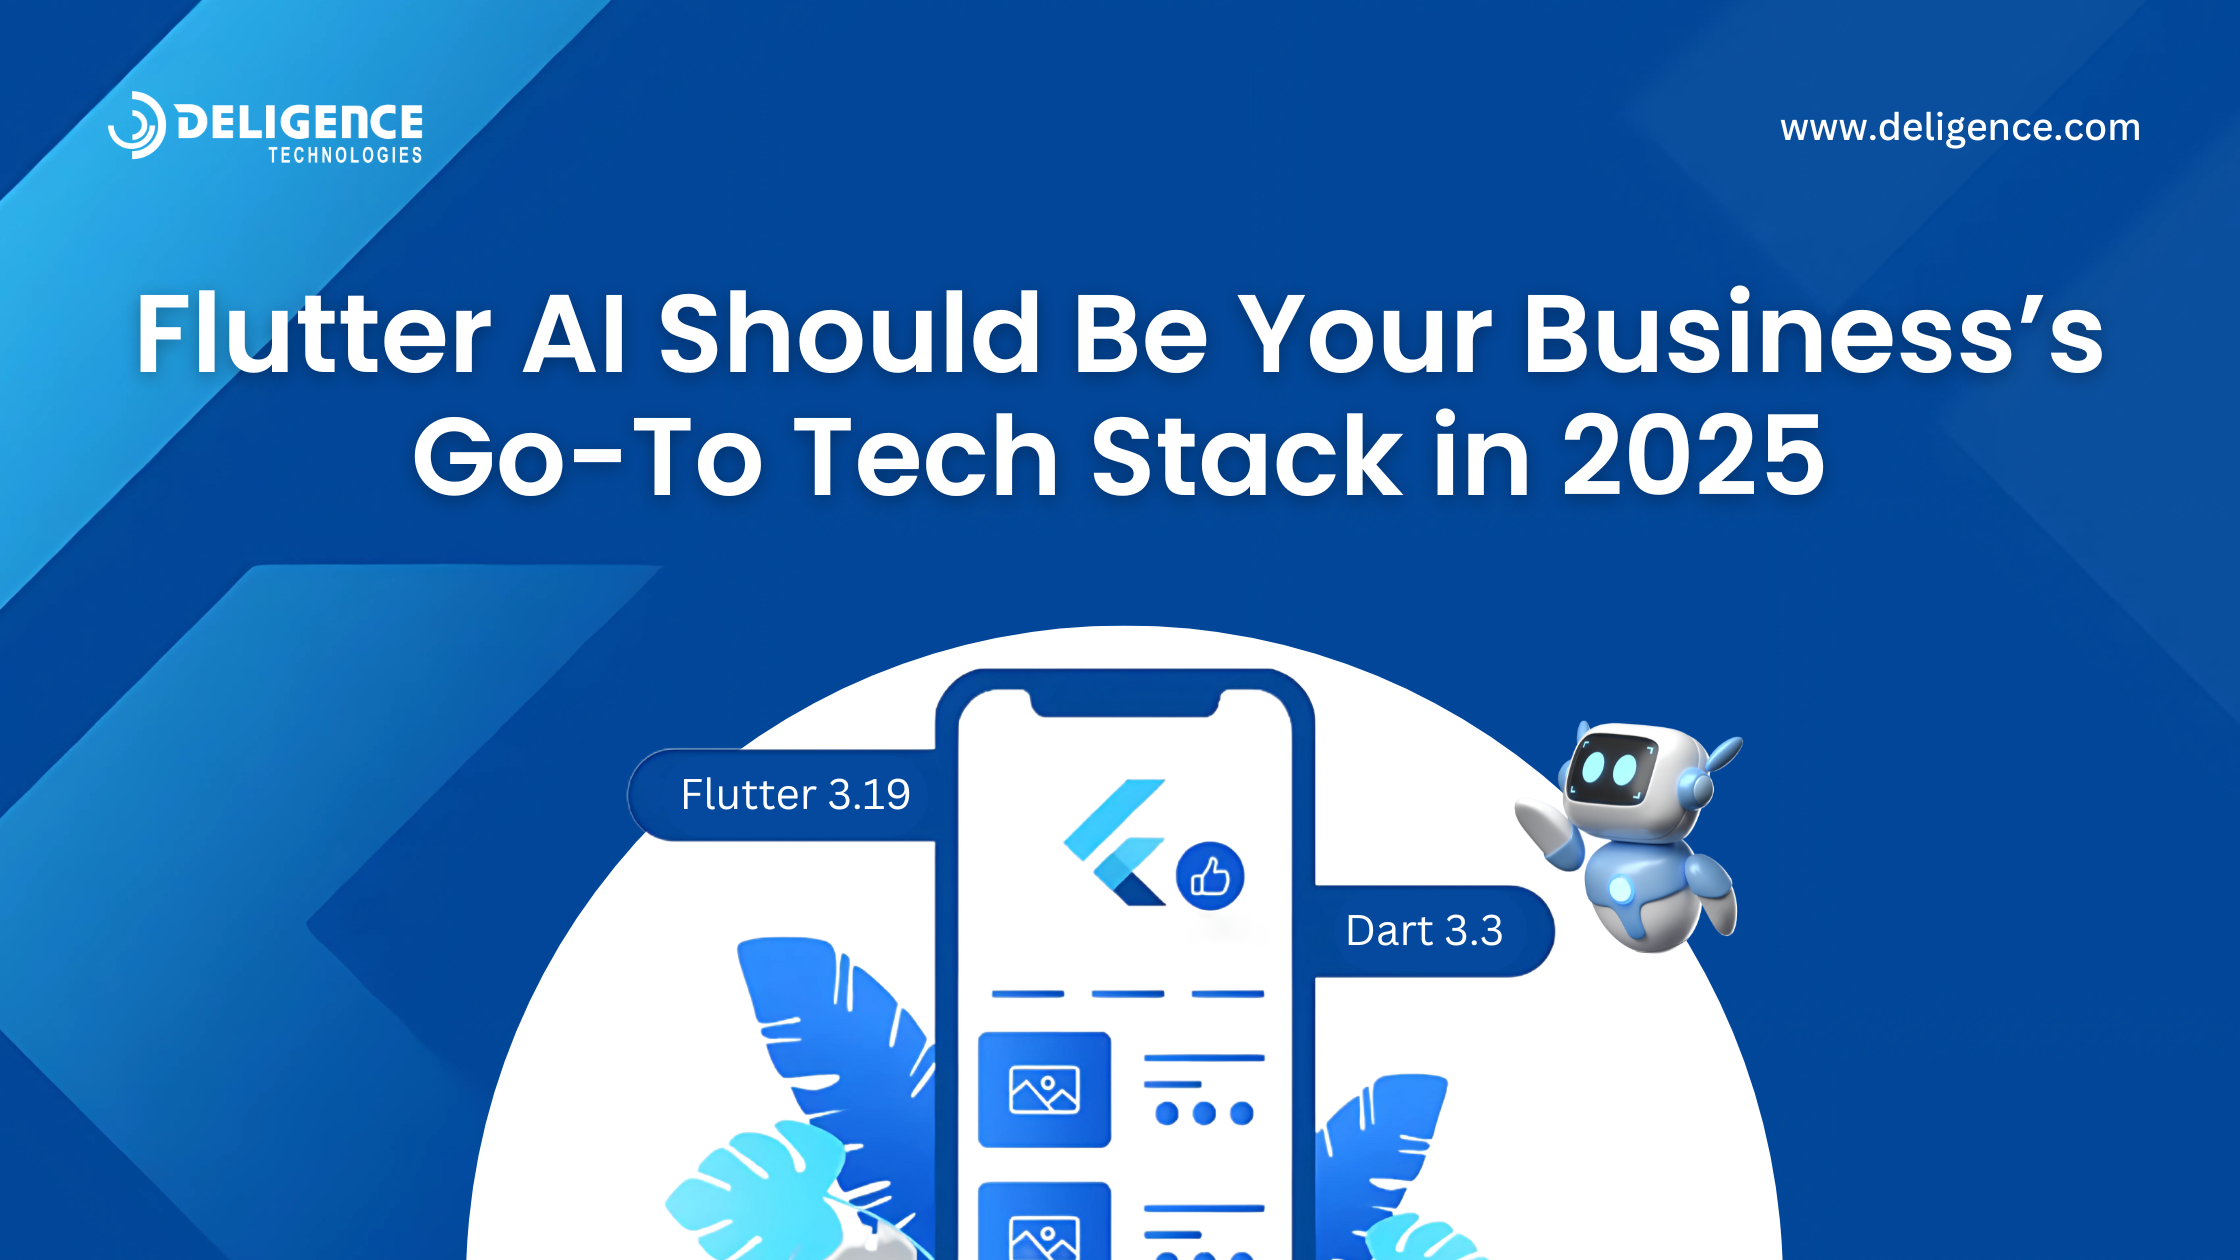 DELIGENCE
TECHNOLOGIES
www.deligence.com
Flutter AI Should Be Your Business’s
Go-To Tech Stack in 2025
Flutter 3.19
Dart 3.3